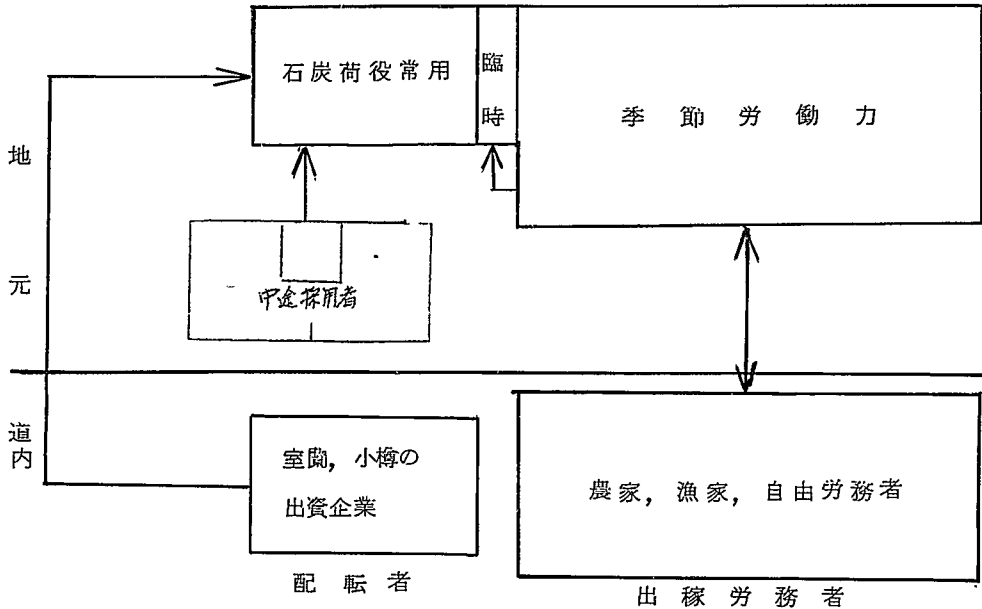 石炭荷役常用
臨時
季節労働力
地元
中途採用者
道内
室蘭，小樽の
出資企業
農家，漁家，自由労務者
配転者
出稼労務者